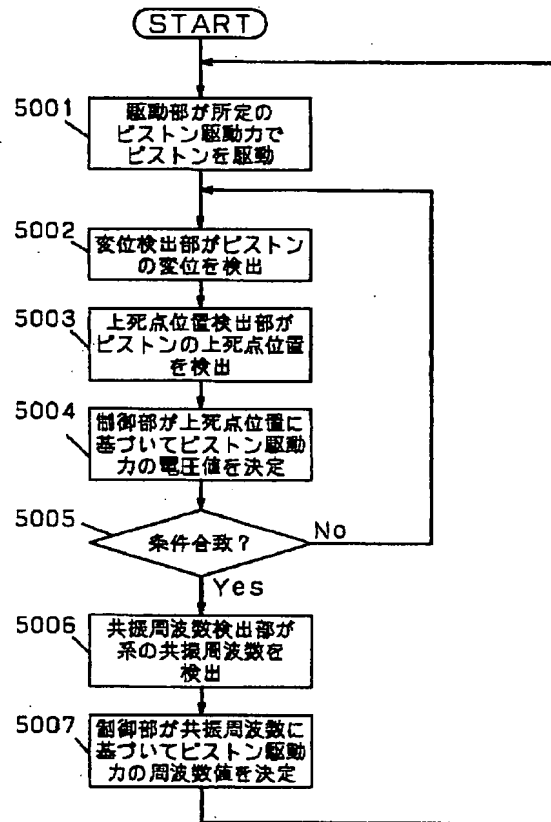 START
5001
駆動部が所定の
ピストン駆動力で
ピストンを駆動
5002
変位検出部がピストン
の変位を検出
5003
上死点位置検出部が
ピストンの上死点位置
を検出
5004
制御部が上死点位置に
基づいてピストン駆動
力の電圧値を決定
5005
条件合致?
No
Yes
5006
共振周波数検出部が
系の共振周波数を
検出
5007
制御部が共振周波数に
基づいてピストン駆動
力の周波数値を決定